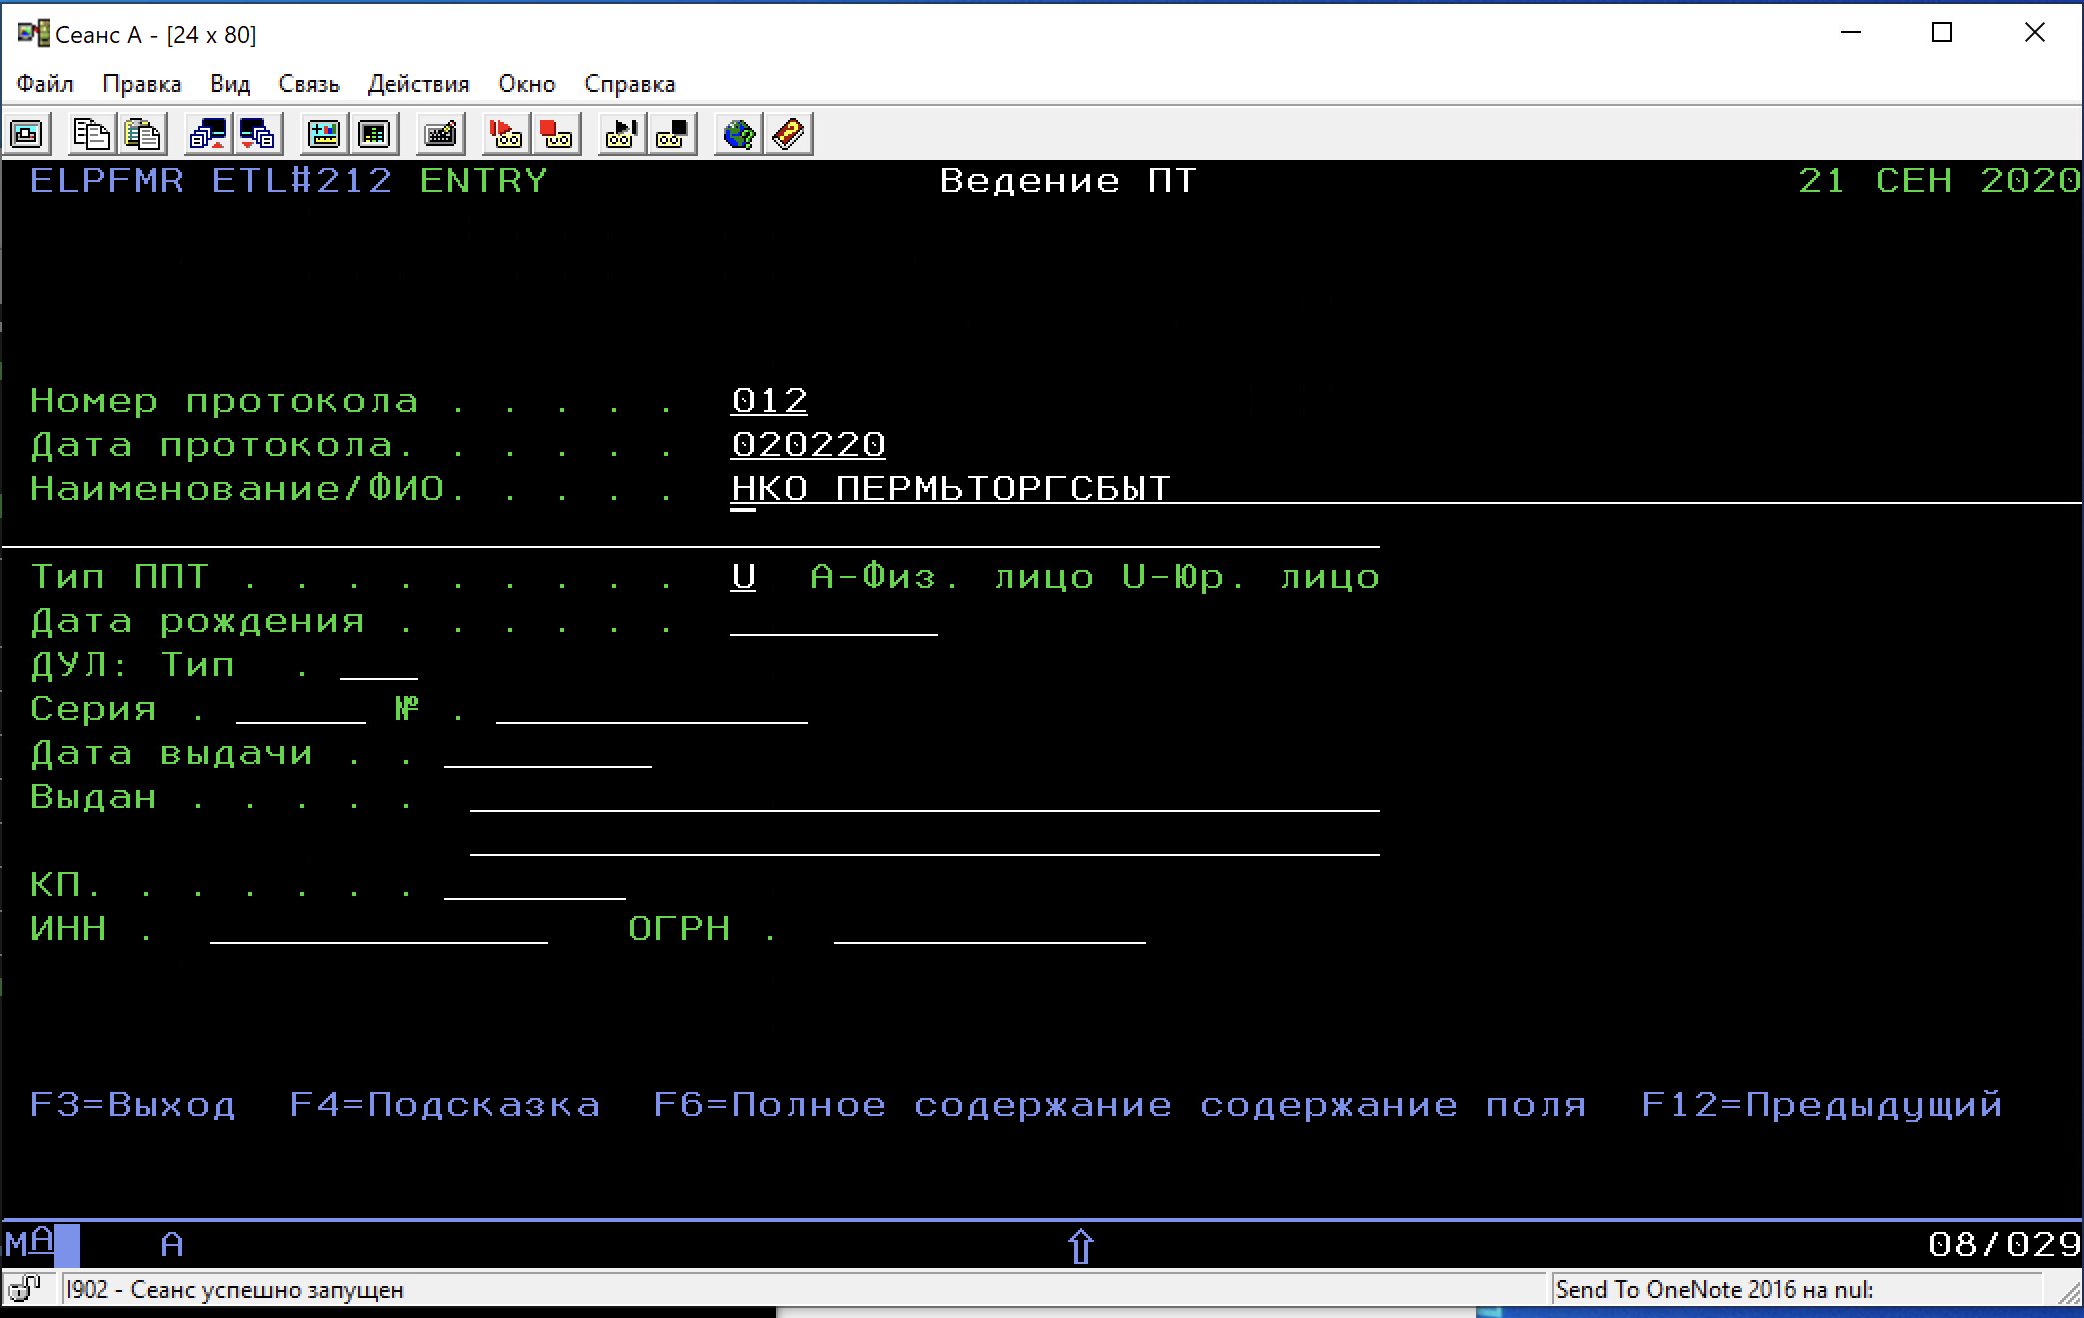 Сеанс А - [24 x 80]
Файл Правка Вид Связь Действия Окно Справка
ELPFMR ETL#212 ENTRY Ведение ПТ 21 СЕН 2020
Номер протокола . . . . . 012
Дата протокола. . . . . . 020220
Наименование/ФИО. . . . . НКО ПЕРМЬТОРГСБЫТ
Тип ППТ . . . . . . . . . U А-Физ. лицо U-Юр. лицо
Дата рождения . . . . . .
ДУЛ: Тип .
Серия . № .
Дата выдачи . .
Выдан . . . . .
КП. . . . . . .
ИНН . ОГРН .
F3=Выход F4=Подсказка F6=Полное содержание содержание поля F12=Предыдущий
MA A 08/029
I902 - Сеанс успешно запущен Send To OneNote 2016 на nul: